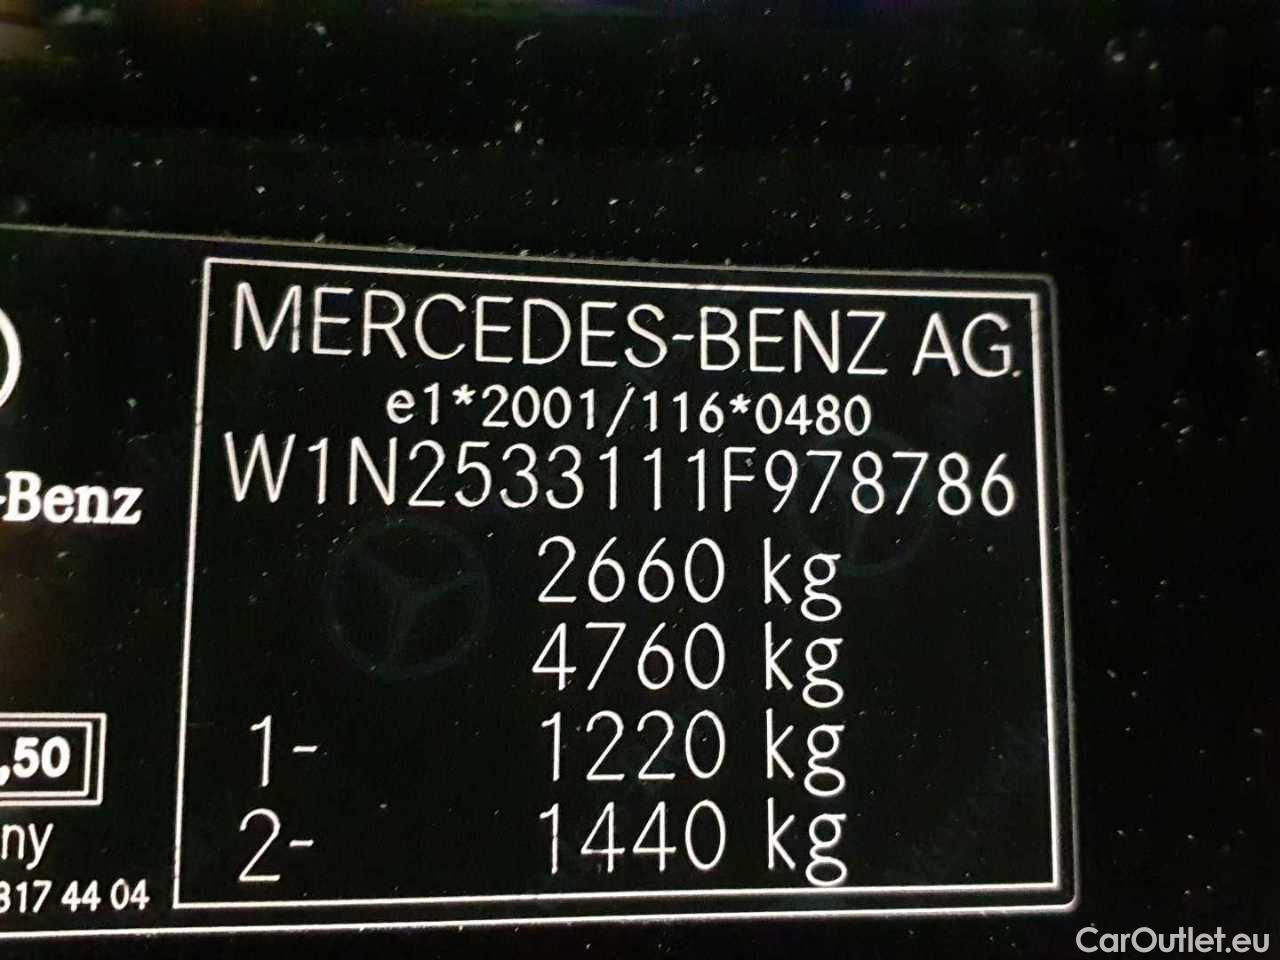 MERCEDES-BENZ AG.
e1*2001/116*0480
W1N2533111F978786
-Benz
2660 kg
4760 kg
1- 1220 kg
,50
2- 1440 kg
ny
317 44 04
CarOutlet.eu